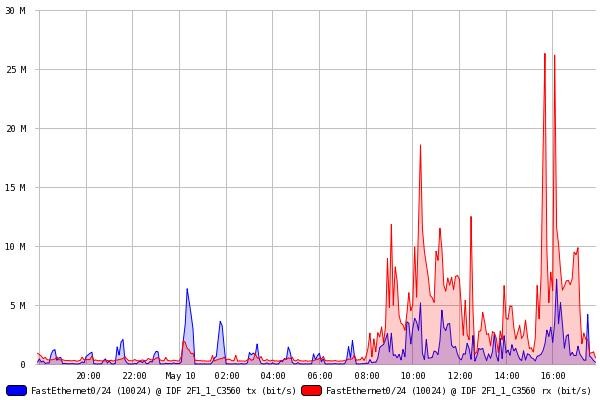 30 M
25 M
20 M
15 M
10 M
5 M
0
20:00 22:00 May 10 02:00 04:00 06:00 08:00 10:00 12:00 14:00 16:00
FastEthernet0/24 (10024) @ IDF 2F1_1_C3560 tx (bit/s) FastEthernet0/24 (10024) @ IDF 2F1_1_C3560 rx (bit/s)